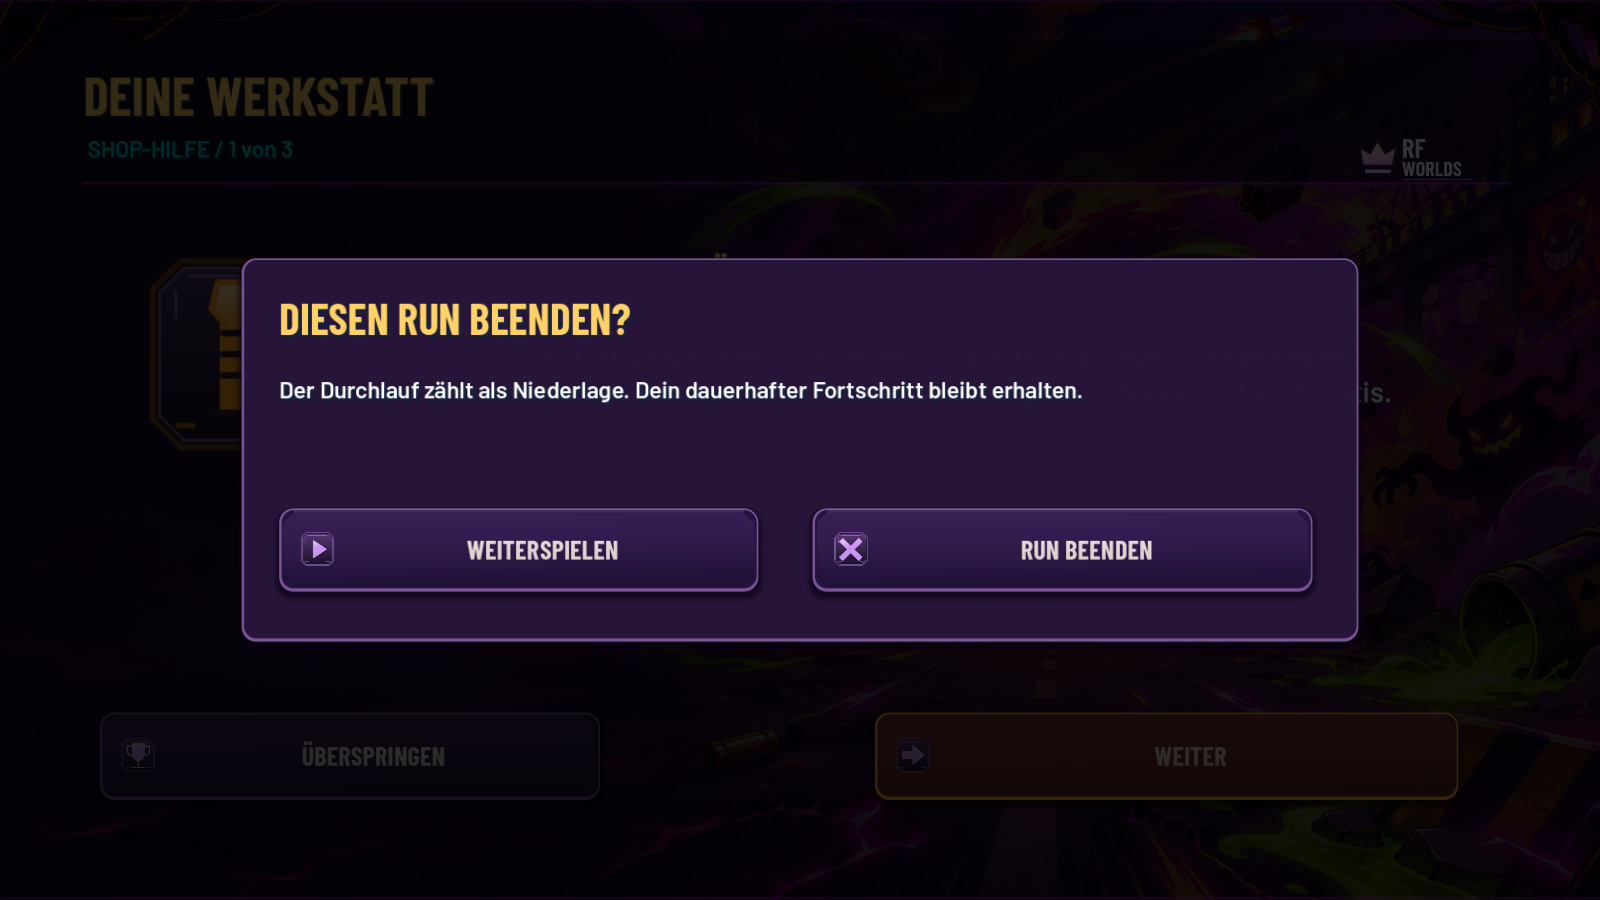 DEINE WERKSTATT
SHOP-HILFE / 1 von 3
RF
WORLDS
DIESEN RUN BEENDEN?
Der Durchlauf zählt als Niederlage. Dein dauerhafter Fortschritt bleibt erhalten.
WEITERSPIELEN
RUN BEENDEN
ÜBERSPRINGEN
WEITER